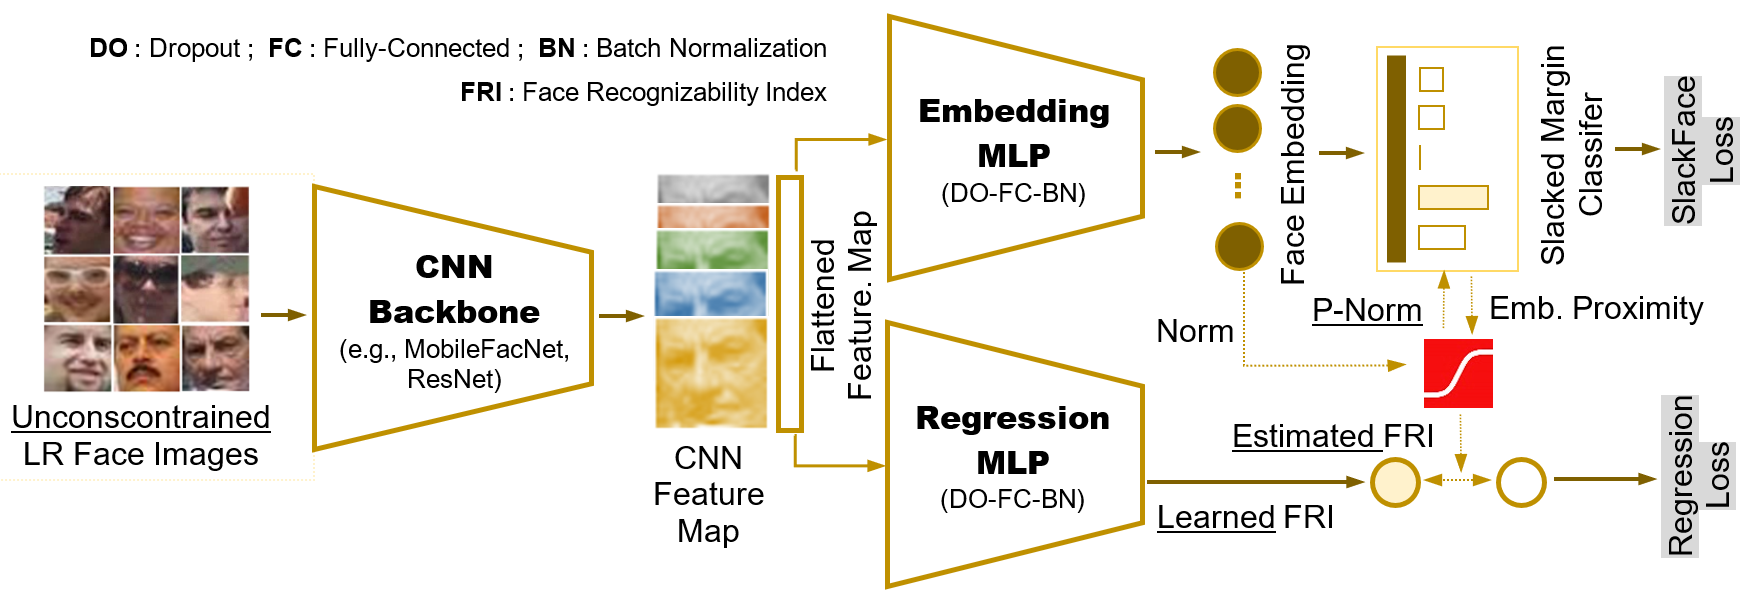 DO : Dropout ; FC : Fully-Connected ; BN : Batch Normalization
FRI : Face Recognizability Index
Unconscontrained
LR Face Images
CNN
Backbone
(e.g., MobileFacNet,
ResNet)
CNN
Feature
Map
Flattened
Feature. Map
Embedding
MLP
(DO-FC-BN)
Face Embedding
Slacked Margin
Classifer
SlackFace
Loss
Norm
P-Norm
Emb. Proximity
Regression
MLP
(DO-FC-BN)
Estimated FRI
Learned FRI
Regression
Loss